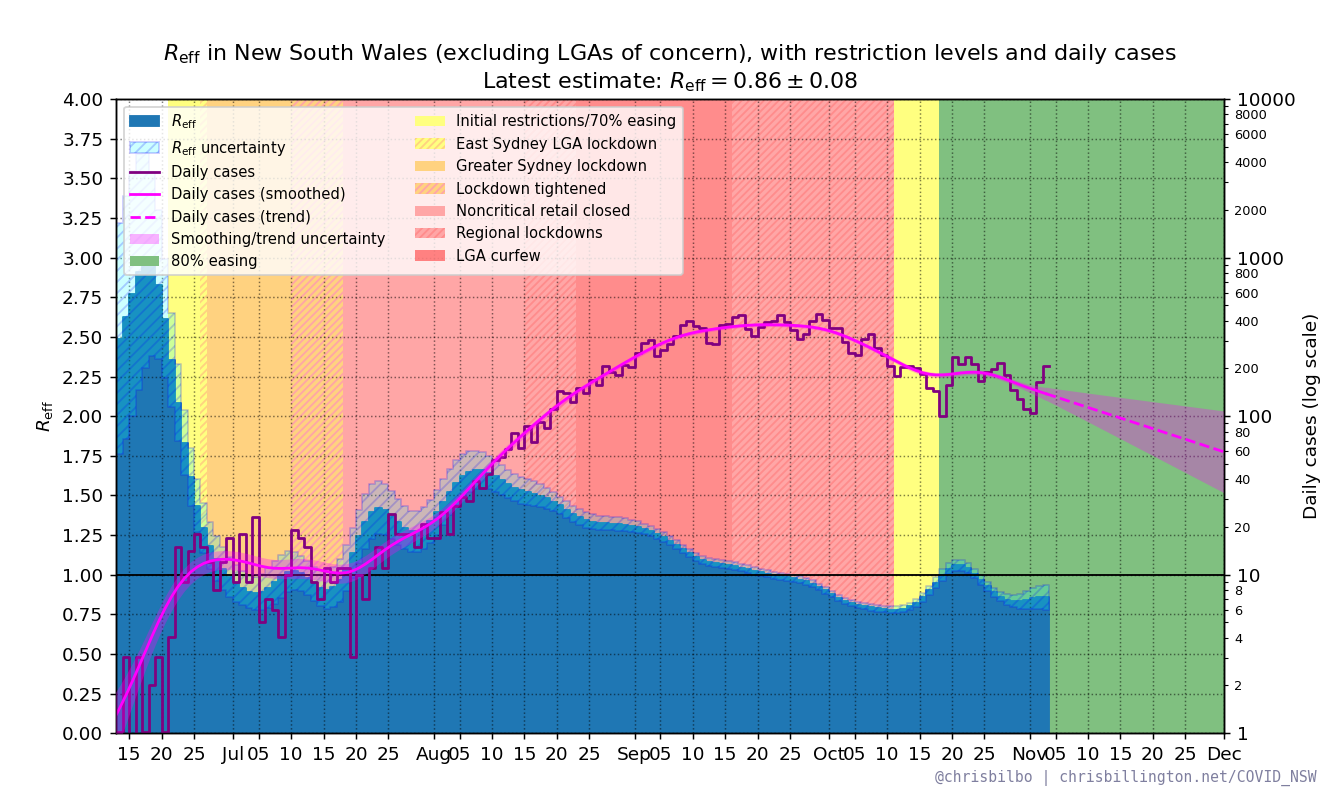 Reff in New South Wales (excluding LGAs of concern), with restriction levels and daily cases
Latest estimate: Reff = 0.86 ± 0.08
Reff
Reff uncertainty
Daily cases
Daily cases (smoothed)
Daily cases (trend)
Smoothing/trend uncertainty
80% easing
Initial restrictions/70% easing
East Sydney LGA lockdown
Greater Sydney lockdown
Lockdown tightened
Noncritical retail closed
Regional lockdowns
LGA curfew
4.00
3.75
3.50
3.25
3.00
2.75
2.50
2.25
2.00
1.75
1.50
1.25
1.00
0.75
0.50
0.25
0.00
Reff
10000
8000
6000
4000
2000
1000
800
600
400
200
100
80
60
40
20
10
8
6
4
2
1
Daily cases (log scale)
15 20 25 Jul 05 10 15 20 25 Aug 05 10 15 20 25 Sep 05 10 15 20 25 Oct 05 10 15 20 25 Nov 05 10 15 20 25 Dec
@chrisbilbo | chrisbillington.net/COVID_NSW